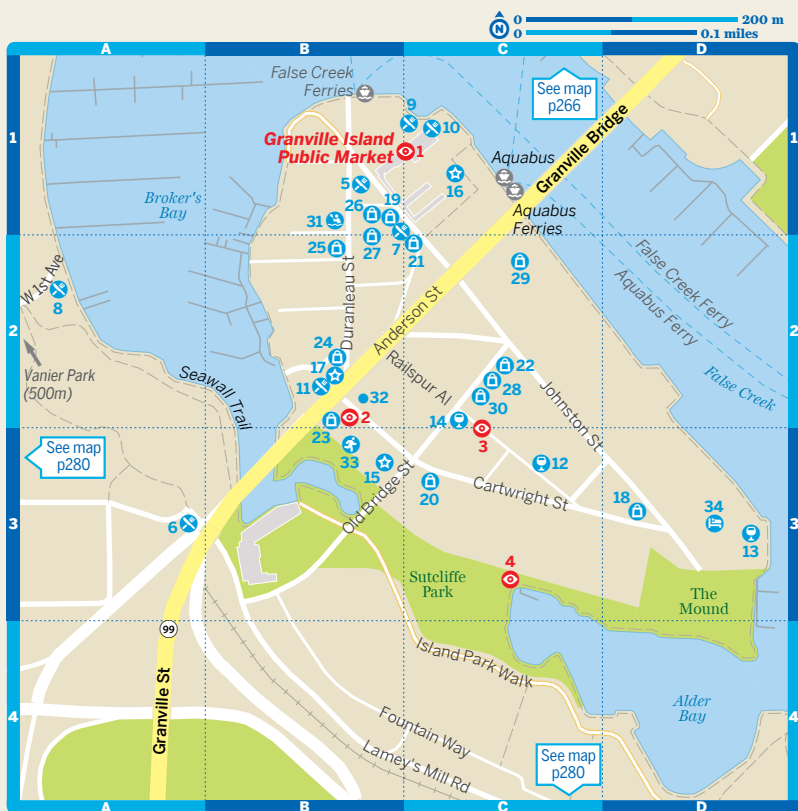 N
0 200 m
0 0.1 miles
A B C D
1
2
3
4
1
2
3
4
A B C D
False Creek
Ferries
9
10
See map
p266
Granville Island
Public Market
1
Granville Bridge
Aquabus
5
16
Broker's
Bay
26
19
Aquabus
Ferries
31
25
27
7
21
29
False Creek Ferry
Aquabus Ferry
W 1st Ave
8
Duranleau St
Anderson St
Vanier Park
(500m)
Seawall Trail
24
17
11
Railspur Al
22
28
30
Johnston St
False Creek
32
2
14
3
23
See map
p280
33
15
Old Bridge St
20
12
Cartwright St
18
34
13
6
4
Sutcliffe
Park
The
Mound
99
Island Park Walk
Granville St
Alder
Bay
Fountain Way
Lamey's Mill Rd
See map
p280